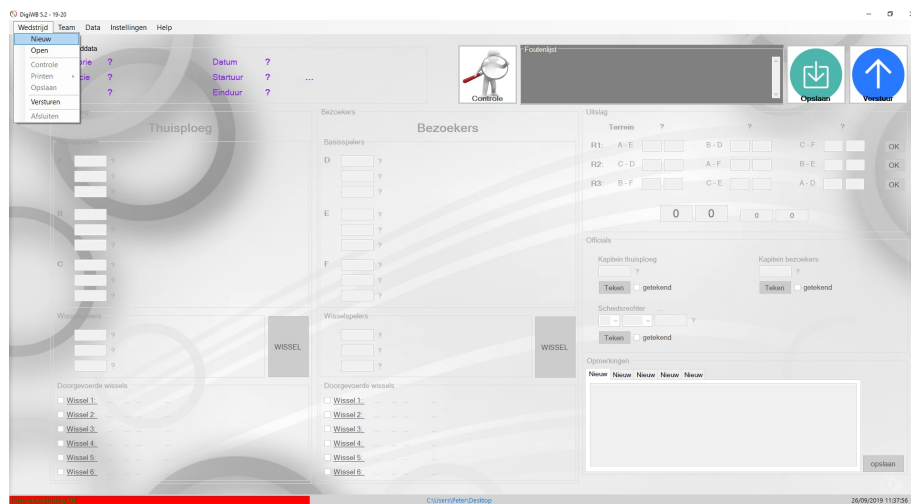 DigiWB 5.2 - 19-20
Wedstrijd Team Data Instellingen Help
Nieuw
Open
Controle
Printen
Opslaan
Versturen
Afsluiten
Datum ?
Startuur ? ...
Einduur ?
?
?
?
Controle
Foutenlijst
Opslaan
Verstuur
Thuisploeg
Bezoekers
Bezoekers
Basisspelers
A ?
?
?
B ?
?
?
C ?
?
?
D ?
?
?
E ?
?
?
F ?
?
?
Wisselspelers
?
?
?
WISSEL
Wisselspelers
?
?
?
WISSEL
Doorgevoerde wissels
Wissel 1:
Wissel 2:
Wissel 3:
Wissel 4:
Wissel 5:
Wissel 6:
Doorgevoerde wissels
Wissel 1:
Wissel 2:
Wissel 3:
Wissel 4:
Wissel 5:
Wissel 6:
Uitslag
Terrein ? ? ?
R1: A - E B - D C - F OK
R2: C - D A - F B - E OK
R3: B - F C - E A - D OK
0 0 0 0
Officials
Kapitein thuisploeg
?
Teken getekend
Kapitein bezoekers
?
Teken getekend
Scheidsrechter ...
?
Teken getekend
Opmerkingen
Nieuw Nieuw Nieuw Nieuw Nieuw
opslaan
C:\Users\Peter\Desktop
26/09/2019 11:37:56